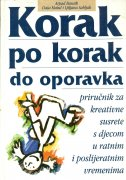 Korak
po korak
do oporavka
priručnik za
kreativne
susrete
s djecom
u ratnim
i poslijeratnim
vremenima